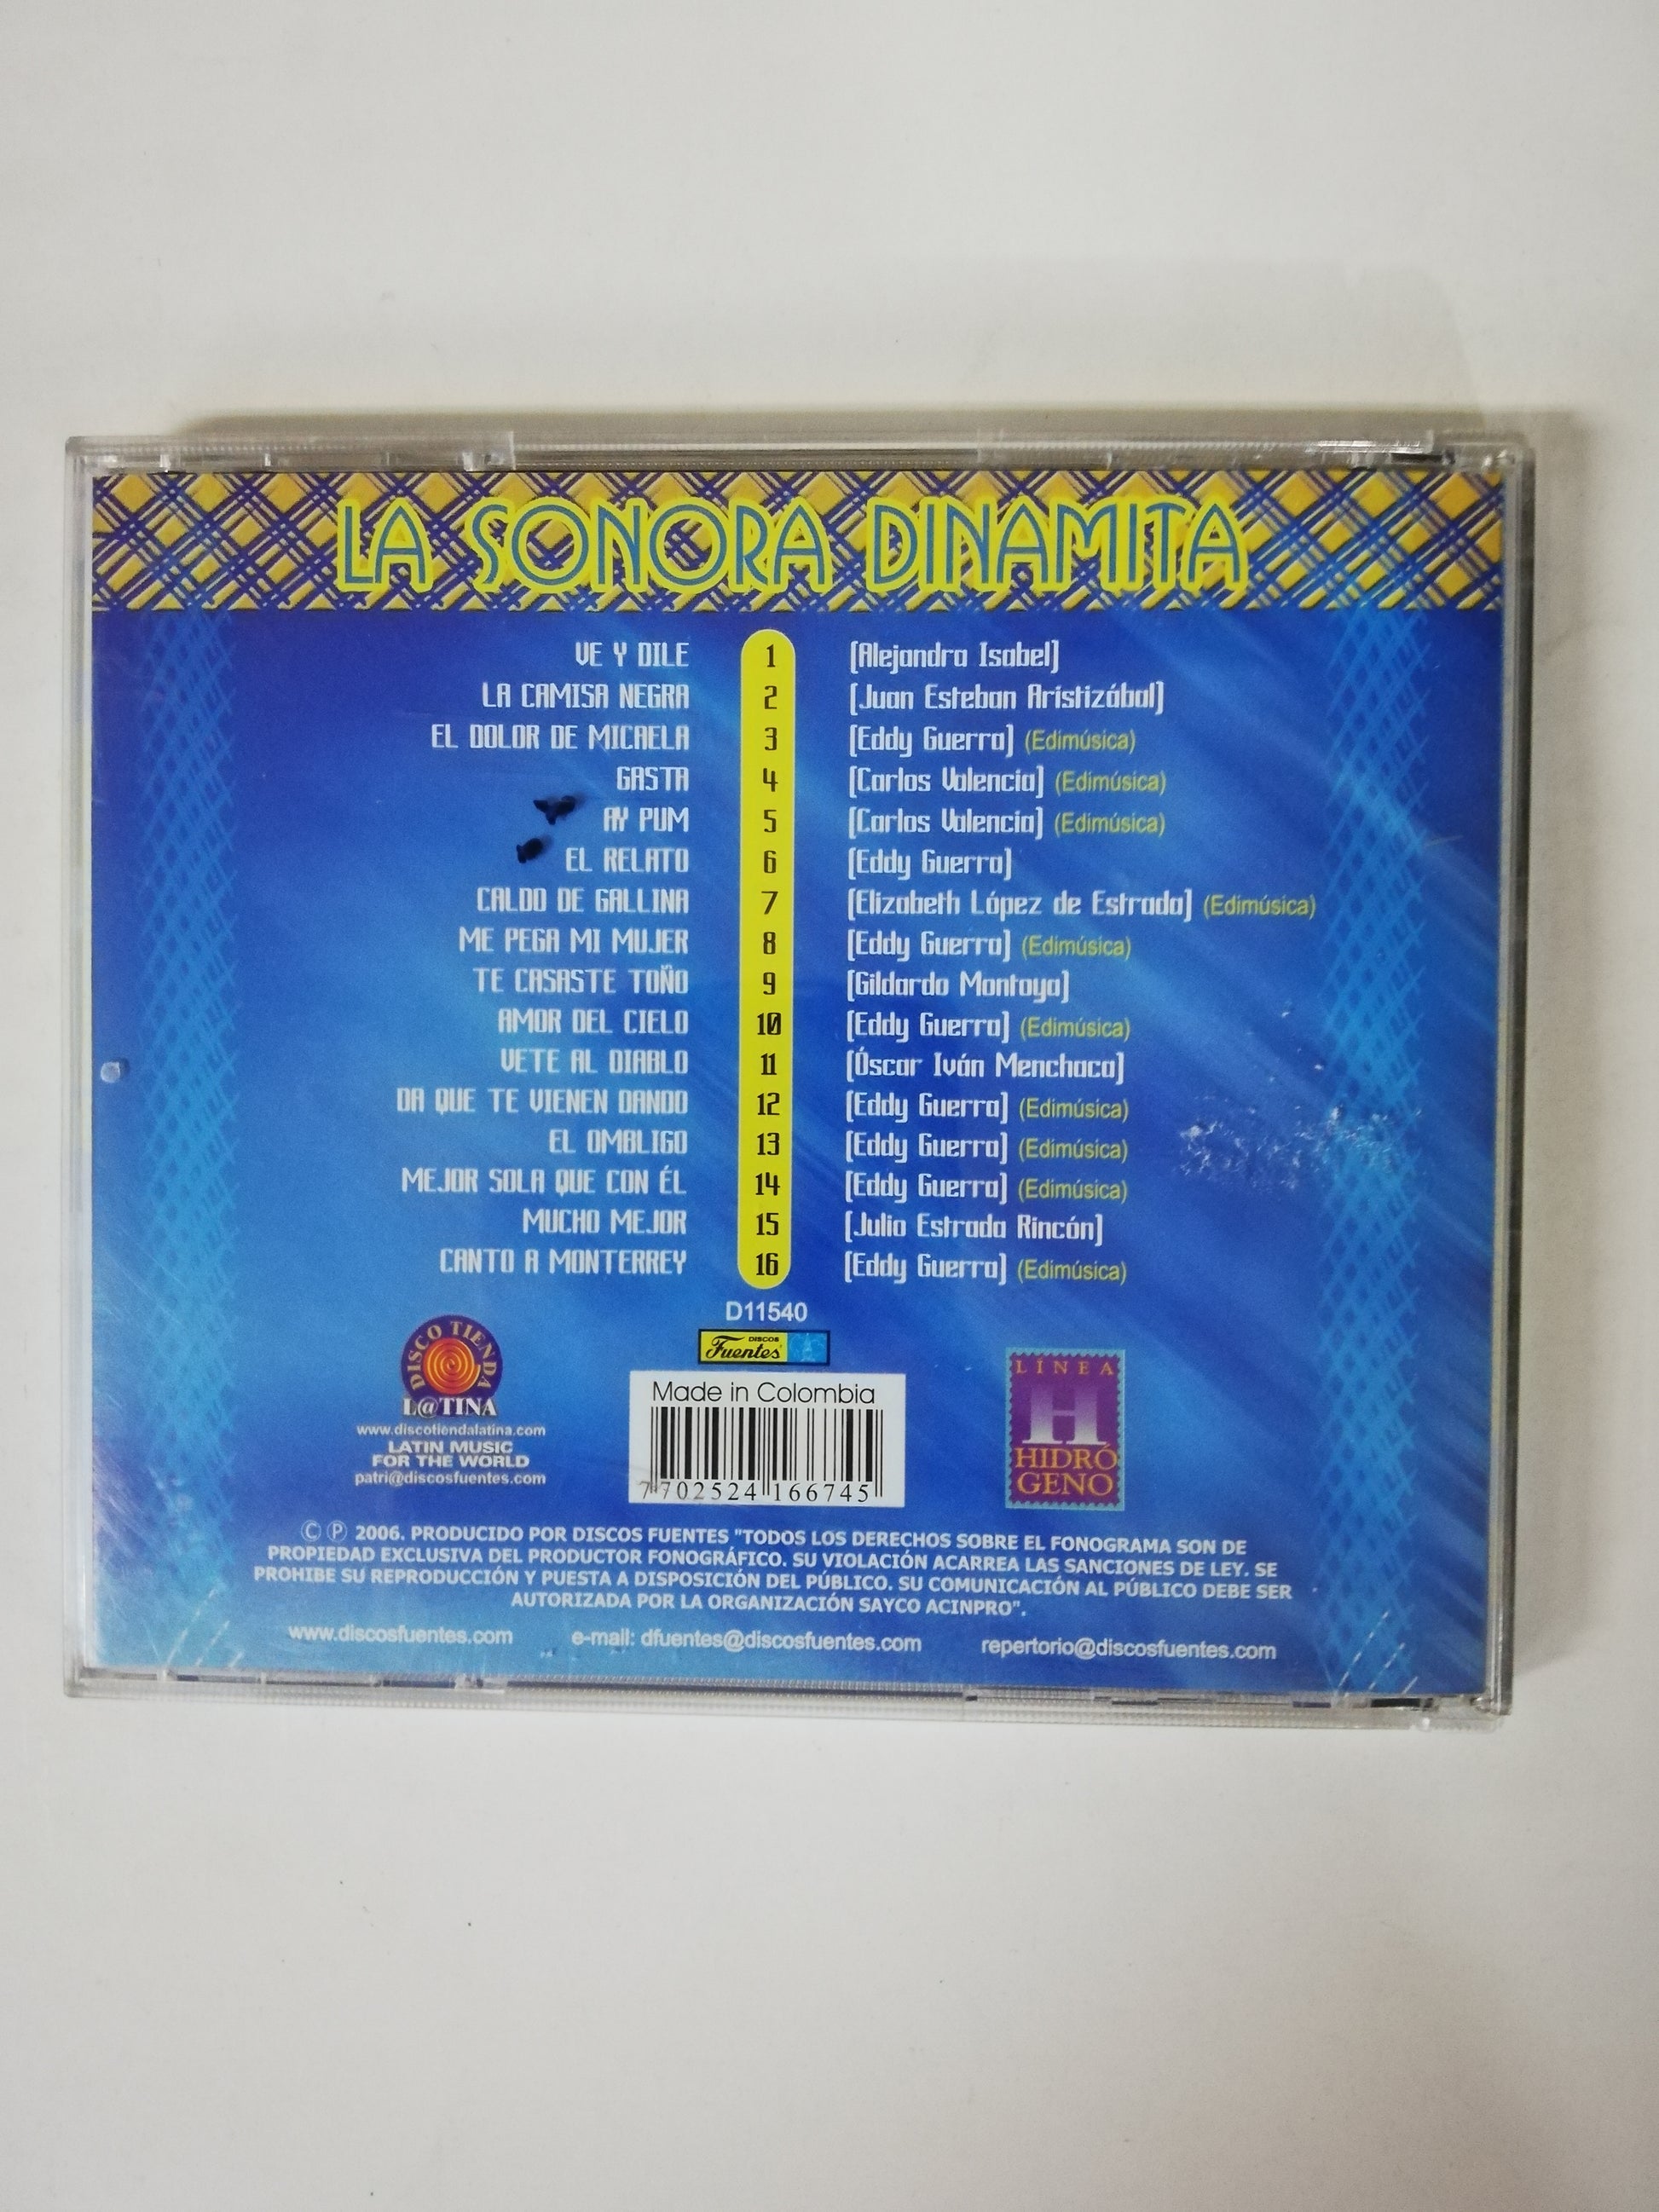 LA SONORA DINAMITA
VE Y DILE 1 [Alejandra Isabel]
LA CAMISA NEGRA 2 [Juan Esteban Aristizábal]
EL DOLOR DE MICAELA 3 [Eddy Guerra] (Edimúsica)
GASTA 4 [Carlos Valencia] (Edimúsica)
AY PUM 5 [Carlos Valencia] (Edimúsica)
EL RELATO 6 [Eddy Guerra]
CALDO DE GALLINA 7 [Elizabeth López de Estrada] (Edimúsica)
ME PEGA MI MUJER 8 [Eddy Guerra] (Edimúsica)
TE CASASTE TOÑO 9 [Gildardo Montoya]
AMOR DEL CIELO 10 [Eddy Guerra] (Edimúsica)
VETE AL DIABLO 11 [Óscar Iván Menchaca]
DA QUE TE VIENEN DANDO 12 [Eddy Guerra] (Edimúsica)
EL OMBLIGO 13 [Eddy Guerra] (Edimúsica)
MEJOR SOLA QUE CON ÉL 14 [Eddy Guerra] (Edimúsica)
MUCHO MEJOR 15 [Julio Estrada Rincón]
CANTO A MONTERREY 16 [Eddy Guerra] (Edimúsica)
D11540
DISCOS
Fuentes
DISCO TIENDA
L@TINA
www.discotiendalatina.com
LATIN MUSIC
FOR THE WORLD
patri@discosfuentes.com
Made in Colombia
7 702524 166745
LÍNEA
H
HIDRÓ
GENO
Ⓒ Ⓟ 2006. PRODUCIDO POR DISCOS FUENTES "TODOS LOS DERECHOS SOBRE EL FONOGRAMA SON DE
PROPIEDAD EXCLUSIVA DEL PRODUCTOR FONOGRÁFICO. SU VIOLACIÓN ACARREA LAS SANCIONES DE LEY. SE
PROHIBE SU REPRODUCCIÓN Y PUESTA A DISPOSICIÓN DEL PÚBLICO. SU COMUNICACIÓN AL PÚBLICO DEBE SER
AUTORIZADA POR LA ORGANIZACIÓN SAYCO ACINPRO".
www.discosfuentes.com e-mail: dfuentes@discosfuentes.com repertorio@discosfuentes.com